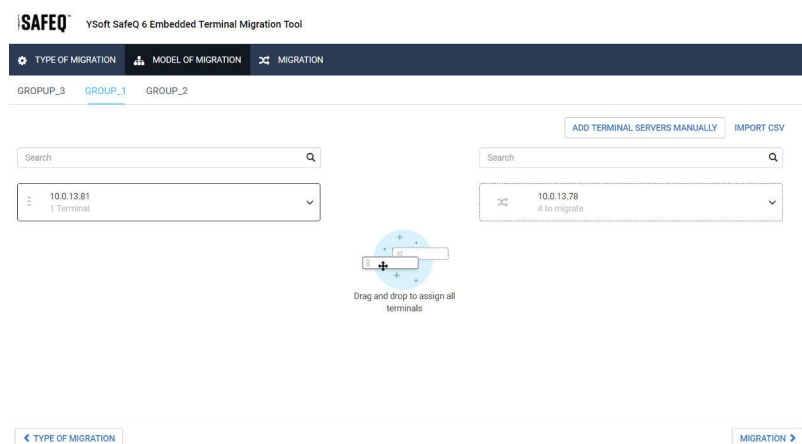 SAFEQ YSoft SafeQ 6 Embedded Terminal Migration Tool
TYPE OF MIGRATION MODEL OF MIGRATION MIGRATION
GROPUP_3 GROUP_1 GROUP_2
ADD TERMINAL SERVERS MANUALLY IMPORT CSV
Search Search
10.0.13.81 10.0.13.78
1 Terminal 4 to migrate
Drag and drop to assign all
terminals
TYPE OF MIGRATION MIGRATION